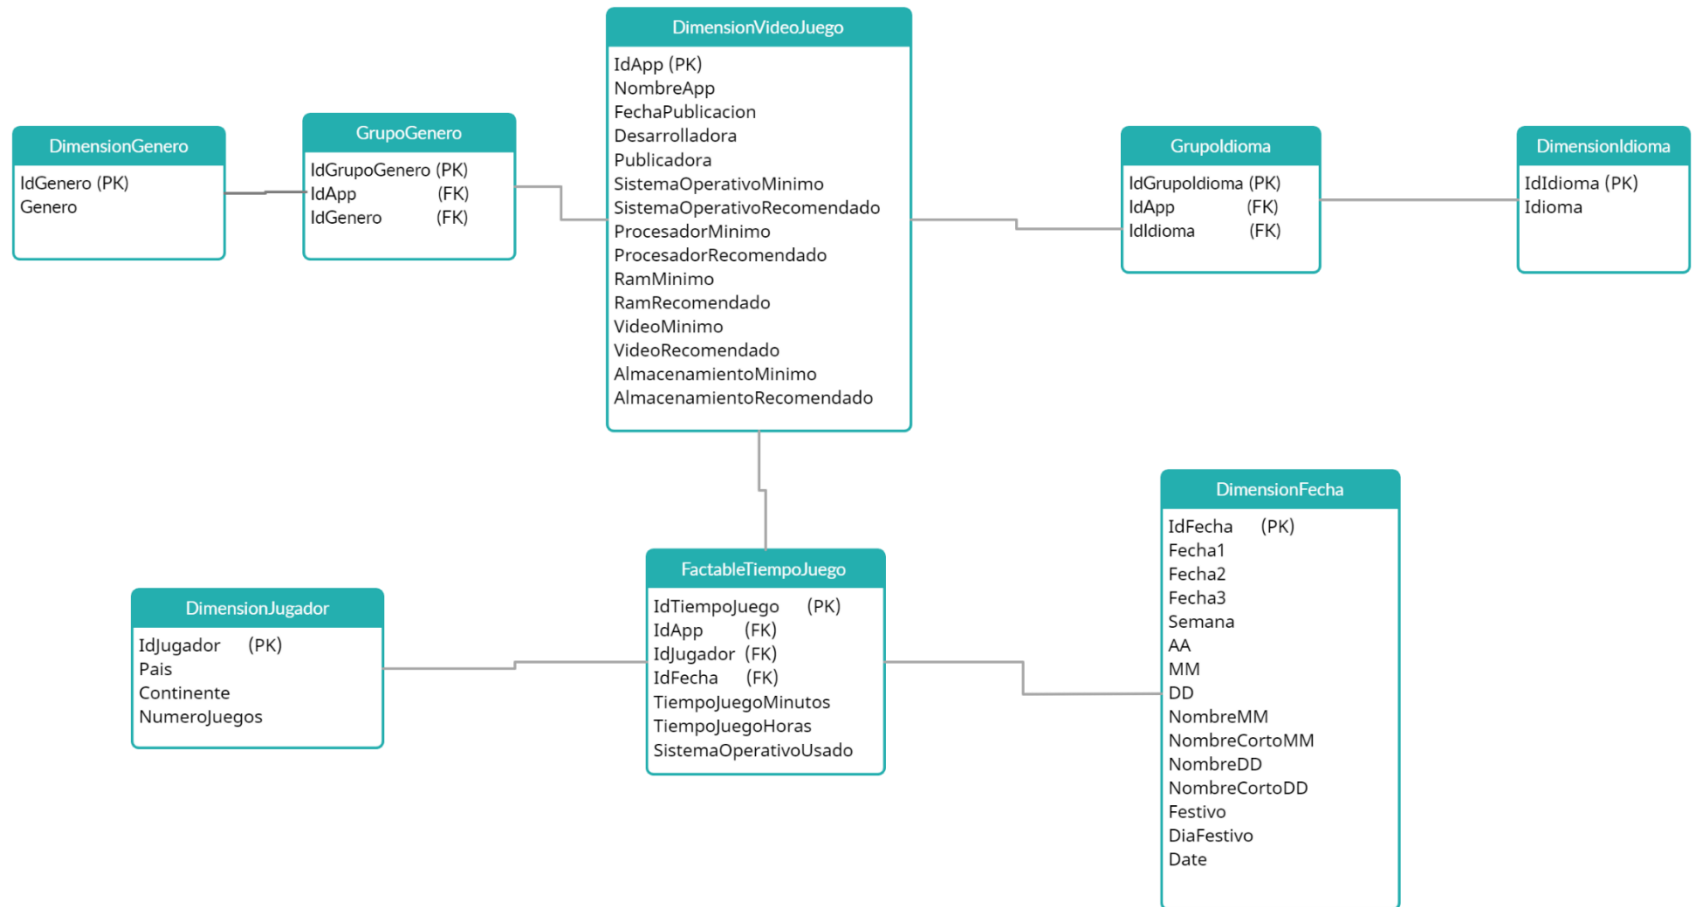 DimensionVideoJuego
IdApp (PK)
NombreApp
FechaPublicacion
Desarrolladora
Publicadora
SistemaOperativoMinimo
SistemaOperativoRecomendado
ProcesadorMinimo
ProcesadorRecomendado
RamMinimo
RamRecomendado
VideoMinimo
VideoRecomendado
AlmacenamientoMinimo
AlmacenamientoRecomendado
DimensionGenero
IdGenero (PK)
Genero
GrupoGenero
IdGrupoGenero (PK)
IdApp (FK)
IdGenero (FK)
GrupoIdioma
IdGrupoIdioma (PK)
IdApp (FK)
IdIdioma (FK)
DimensionIdioma
IdIdioma (PK)
Idioma
DimensionJugador
IdJugador (PK)
Pais
Continente
NumeroJuegos
FactableTiempoJuego
IdTiempoJuego (PK)
IdApp (FK)
IdJugador (FK)
IdFecha (FK)
TiempoJuegoMinutos
TiempoJuegoHoras
SistemaOperativoUsado
DimensionFecha
IdFecha (PK)
Fecha1
Fecha2
Fecha3
Semana
AA
MM
DD
NombreMM
NombreCortoMM
NombreDD
NombreCortoDD
Festivo
DiaFestivo
Date